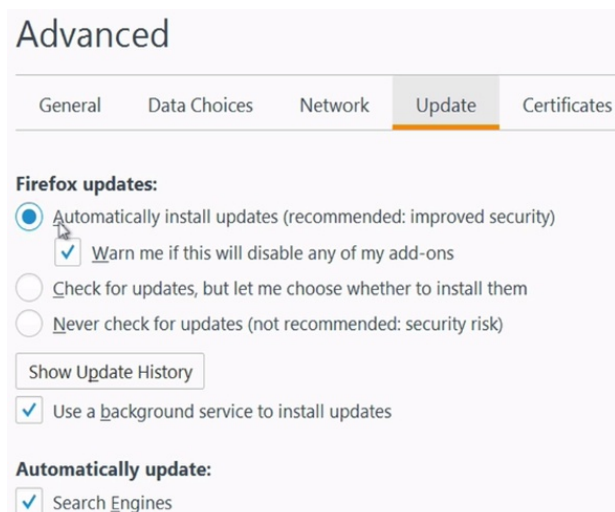 Advanced
General Data Choices Network Update Certificates
Firefox updates:
Automatically install updates (recommended: improved security)
Warn me if this will disable any of my add-ons
Check for updates, but let me choose whether to install them
Never check for updates (not recommended: security risk)
Show Update History
Use a background service to install updates
Automatically update:
Search Engines